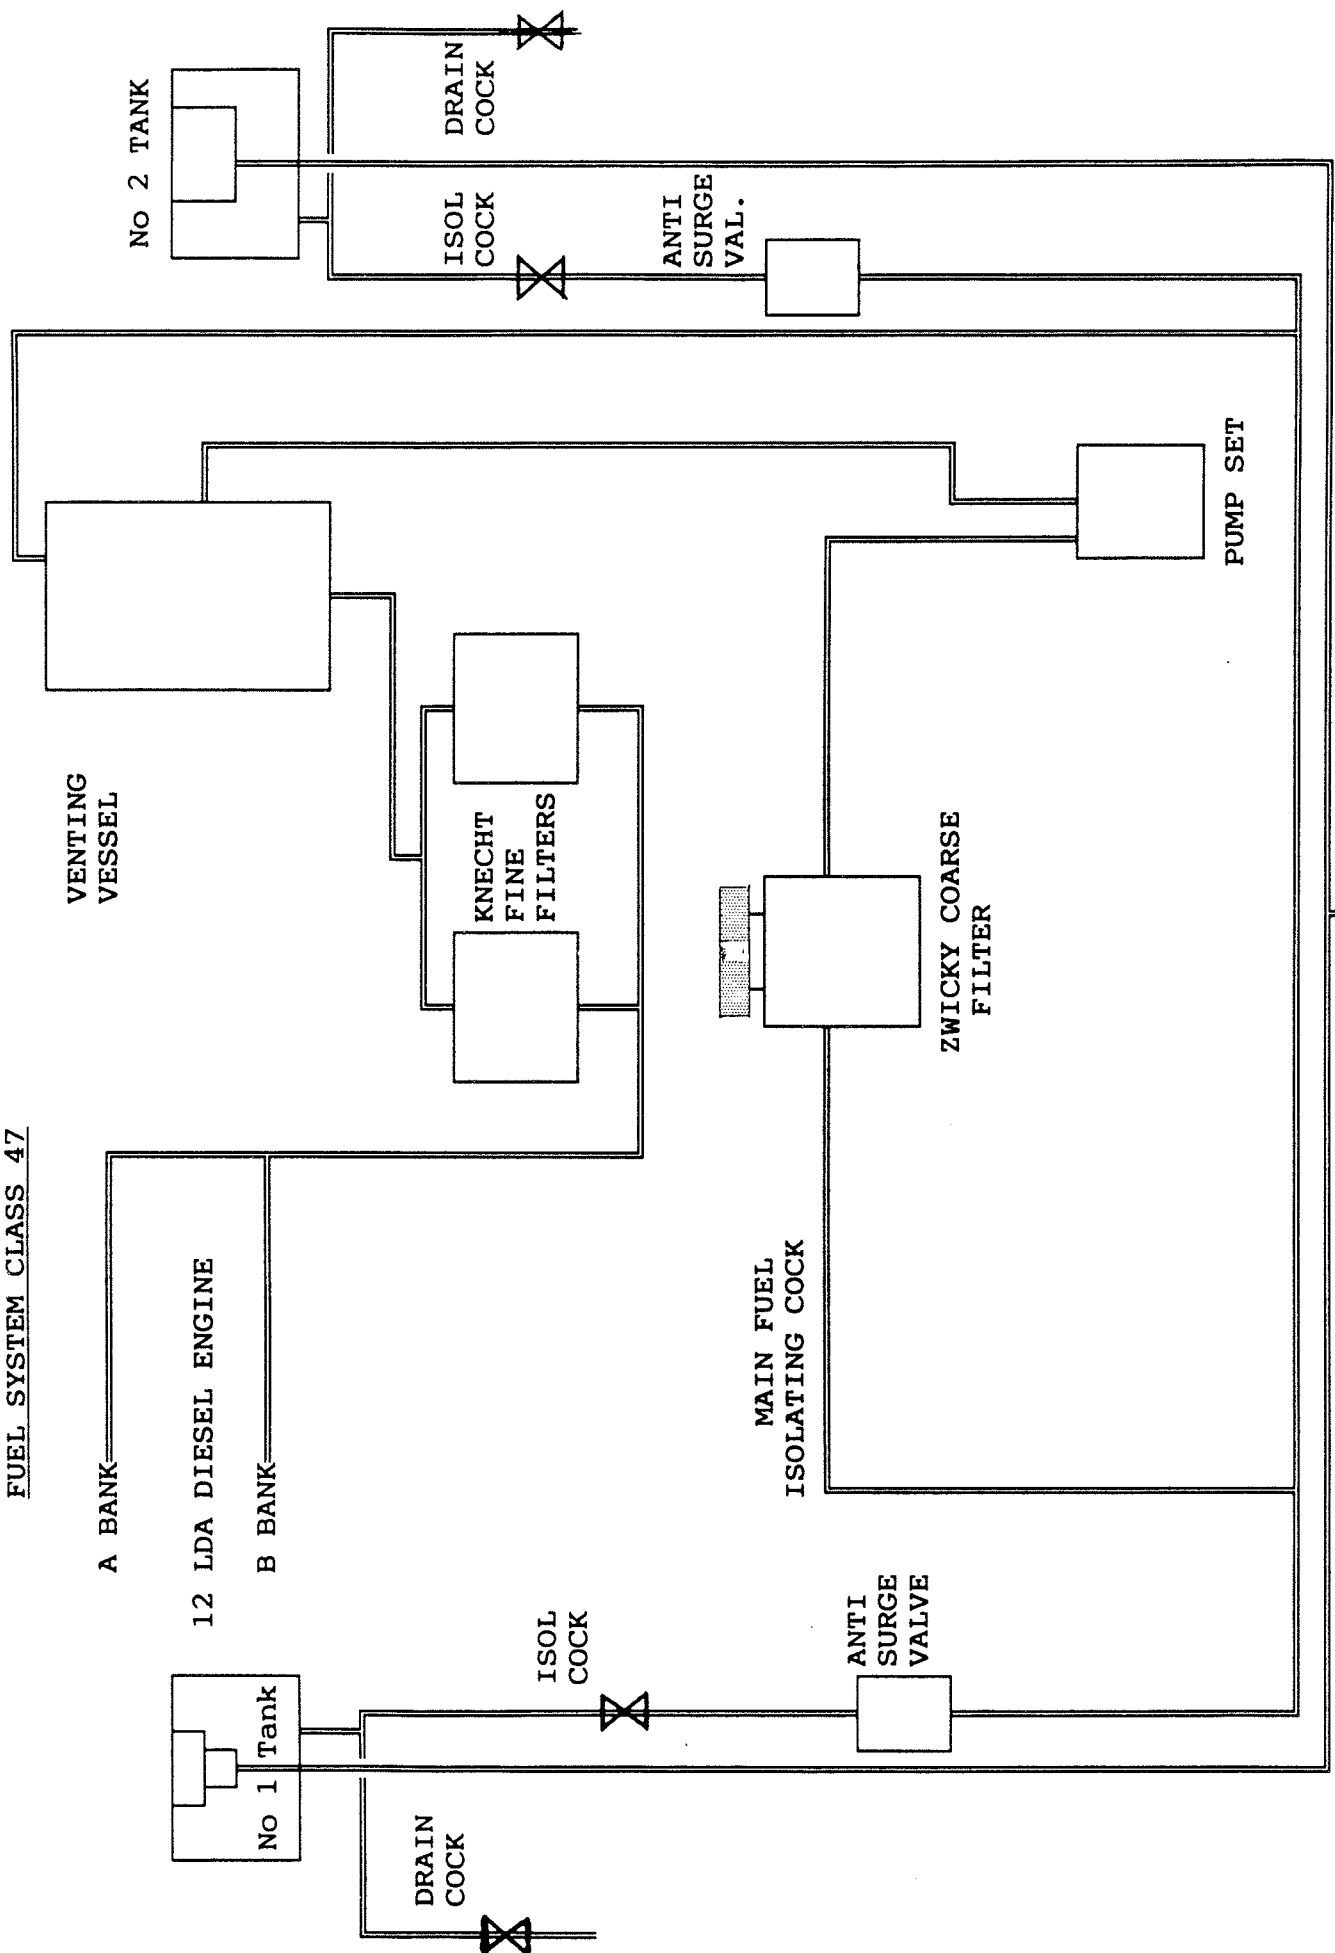 FUEL SYSTEM CLASS 47
A BANK
12 LDA DIESEL ENGINE
B BANK
No 1 Tank
DRAIN
COCK
ISOL
COCK
ANTI
SURGE
VALVE
MAIN FUEL
ISOLATING COCK
VENTING
VESSEL
KNECHT
FINE
FILTERS
ZWICKY COARSE
FILTER
PUMP SET
No 2 TANK
ISOL
COCK
DRAIN
COCK
ANTI
SURGE
VAL.